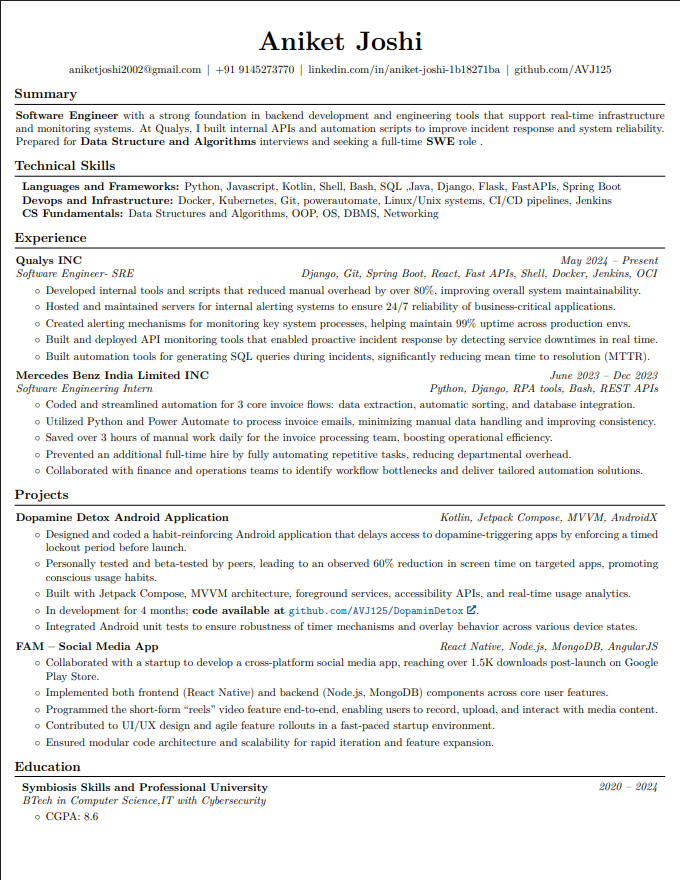 Aniket Joshi
aniketjoshi2002@gmail.com | +91 9145273770 | linkedin.com/in/aniket-joshi-1b18271ba | github.com/AVJ125
Summary
Software Engineer with a strong foundation in backend development and engineering tools that support real-time infrastructure
and monitoring systems. At Qualys, I built internal APIs and automation scripts to improve incident response and system reliability.
Prepared for Data Structure and Algorithms interviews and seeking a full-time SWE role .
Technical Skills
Languages and Frameworks: Python, Javascript, Kotlin, Shell, Bash, SQL ,Java, Django, Flask, FastAPIs, Spring Boot
Devops and Infrastructure: Docker, Kubernetes, Git, powerautomate, Linux/Unix systems, CI/CD pipelines, Jenkins
CS Fundamentals: Data Structures and Algorithms, OOP, OS, DBMS, Networking
Experience
Qualys INC May 2024 – Present
Software Engineer- SRE Django, Git, Spring Boot, React, Fast APIs, Shell, Docker, Jenkins, OCI
○ Developed internal tools and scripts that reduced manual overhead by over 80%, improving overall system maintainability.
○ Hosted and maintained servers for internal alerting systems to ensure 24/7 reliability of business-critical applications.
○ Created alerting mechanisms for monitoring key system processes, helping maintain 99% uptime across production envs.
○ Built and deployed API monitoring tools that enabled proactive incident response by detecting service downtimes in real time.
○ Built automation tools for generating SQL queries during incidents, significantly reducing mean time to resolution (MTTR).
Mercedes Benz India Limited INC June 2023 – Dec 2023
Software Engineering Intern Python, Django, RPA tools, Bash, REST APIs
○ Coded and streamlined automation for 3 core invoice flows: data extraction, automatic sorting, and database integration.
○ Utilized Python and Power Automate to process invoice emails, minimizing manual data handling and improving consistency.
○ Saved over 3 hours of manual work daily for the invoice processing team, boosting operational efficiency.
○ Prevented an additional full-time hire by fully automating repetitive tasks, reducing departmental overhead.
○ Collaborated with finance and operations teams to identify workflow bottlenecks and deliver tailored automation solutions.
Projects
Dopamine Detox Android Application Kotlin, Jetpack Compose, MVVM, AndroidX
○ Designed and coded a habit-reinforcing Android application that delays access to dopamine-triggering apps by enforcing a timed
lockout period before launch.
○ Personally tested and beta-tested by peers, leading to an observed 60% reduction in screen time on targeted apps, promoting
conscious usage habits.
○ Built with Jetpack Compose, MVVM architecture, foreground services, accessibility APIs, and real-time usage analytics.
○ In development for 4 months; code available at github.com/AVJ125/DopaminDetox.
○ Integrated Android unit tests to ensure robustness of timer mechanisms and overlay behavior across various device states.
FAM – Social Media App React Native, Node.js, MongoDB, AngularJS
○ Collaborated with a startup to develop a cross-platform social media app, reaching over 1.5K downloads post-launch on Google
Play Store.
○ Implemented both frontend (React Native) and backend (Node.js, MongoDB) components across core user features.
○ Programmed the short-form “reels” video feature end-to-end, enabling users to record, upload, and interact with media content.
○ Contributed to UI/UX design and agile feature rollouts in a fast-paced startup environment.
○ Ensured modular code architecture and scalability for rapid iteration and feature expansion.
Education
Symbiosis Skills and Professional University 2020 – 2024
BTech in Computer Science,IT with Cybersecurity
○ CGPA: 8.6